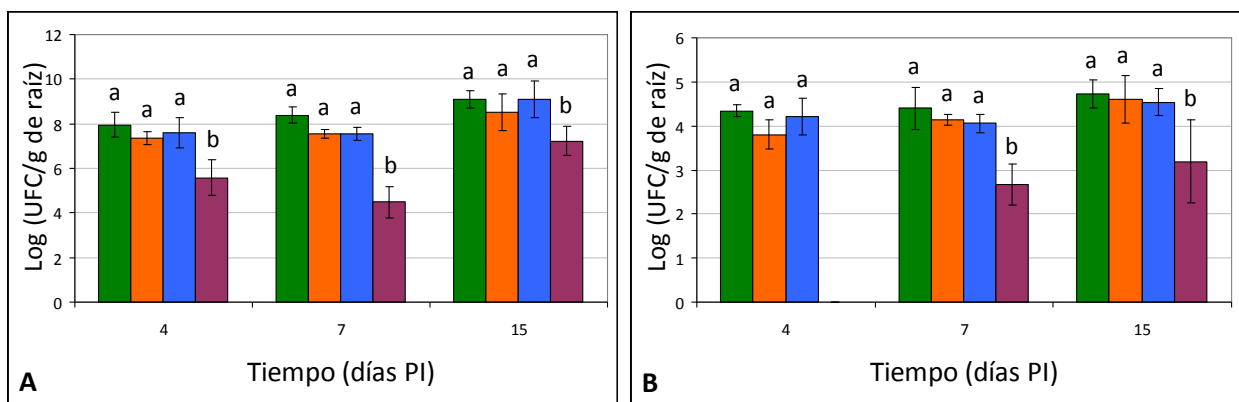 Log (UFC/g de raíz)
12
10
8
6
4
2
0
a a a b
a a a b
a a a b
4 7 15
Tiempo (días PI)
A
Log (UFC/g de raíz)
6
5
4
3
2
1
0
a a a
a a a b
a a a b
4 7 15
Tiempo (días PI)
B